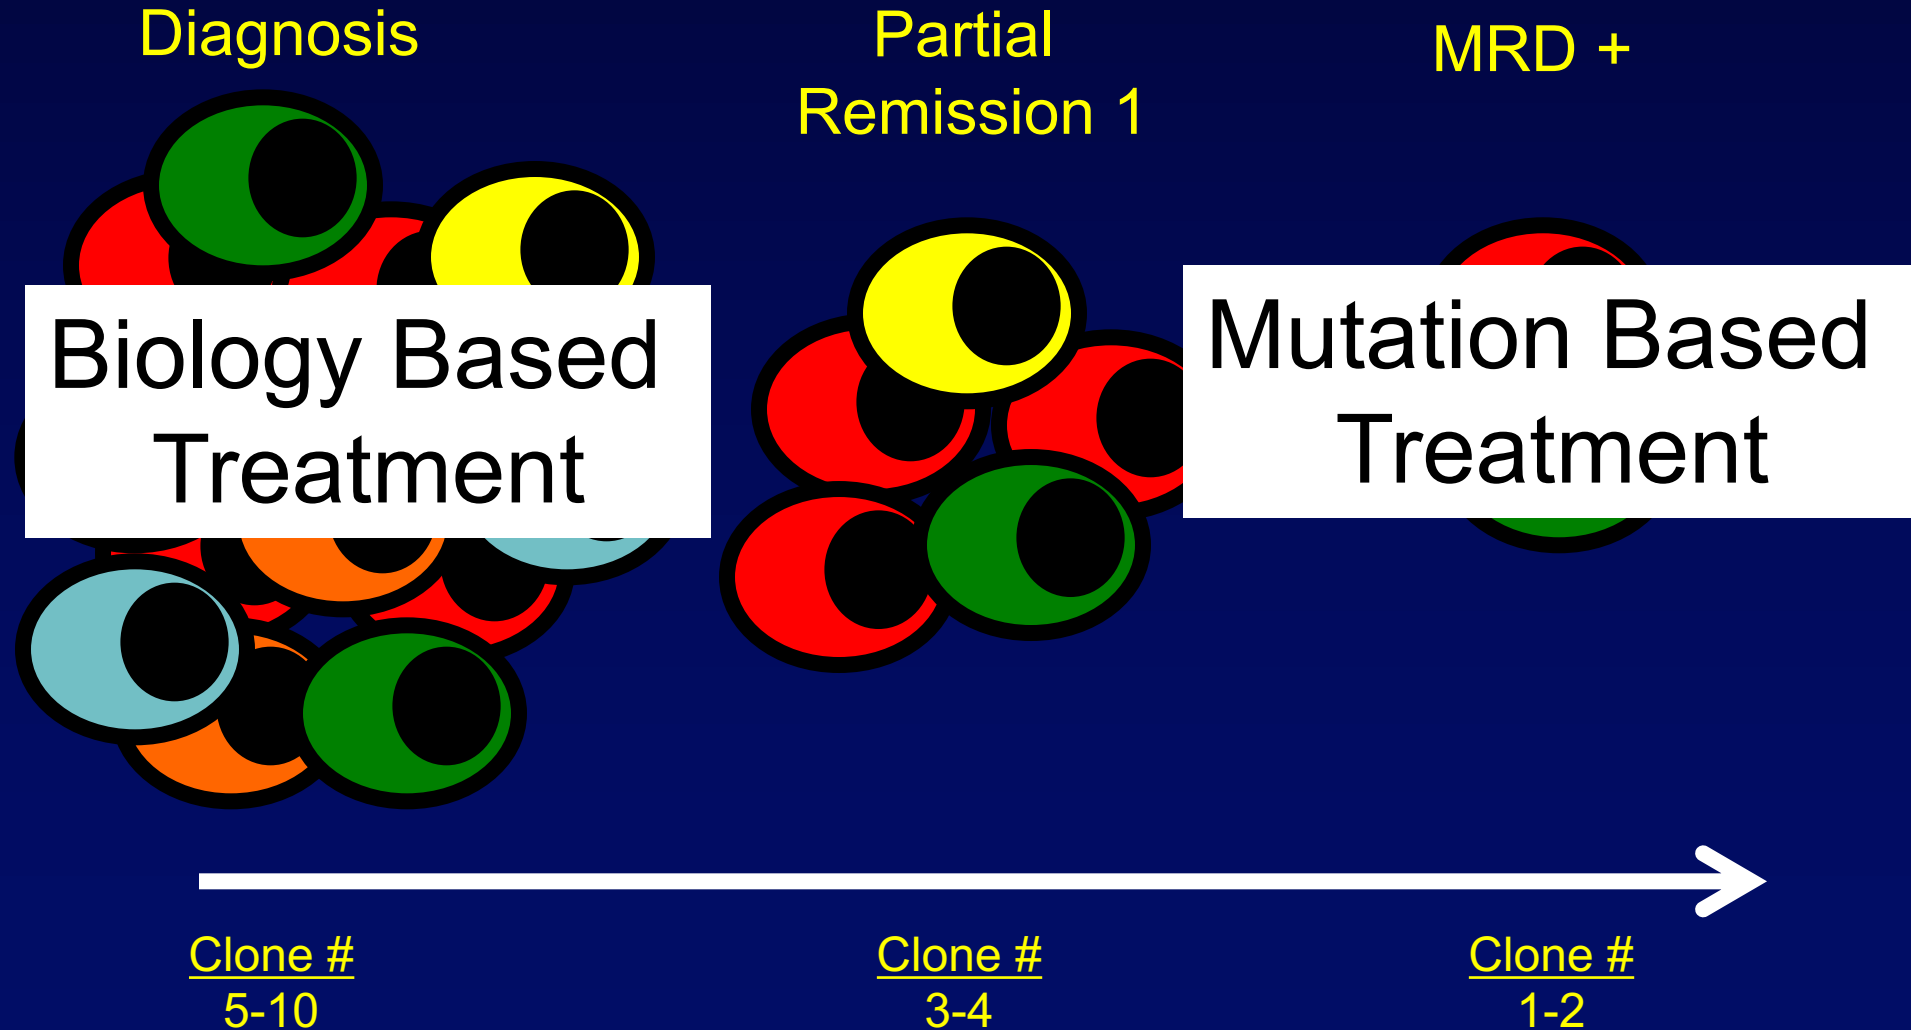 Diagnosis
Partial
Remission 1
MRD +
Biology Based
Treatment
Mutation Based
Treatment
Clone #
5-10
Clone #
3-4
Clone #
1-2